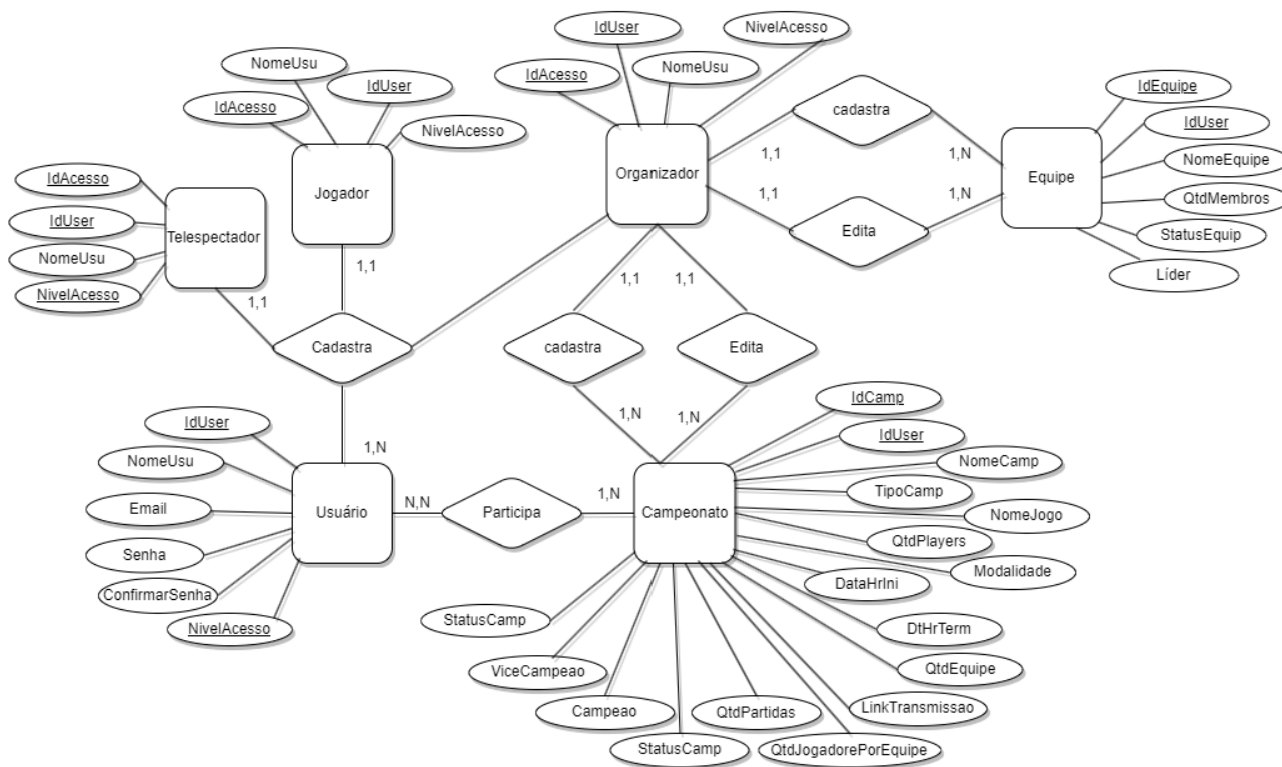 IdUser
NivelAcesso
NomeUsu
IdAcesso
NomeUsu
IdUser
IdAcesso
NivelAcesso
IdAcesso
IdUser
NomeUsu
NivelAcesso
Telespectador
Jogador
Organizador
cadastra
1,1
1,N
1,1
1,N
Edita
Equipe
IdEquipe
IdUser
NomeEquipe
QtdMembros
StatusEquip
Líder
1,1
1,1
Cadastra
1,1
1,1
cadastra
Edita
1,N
1,N
1,N
IdUser
NomeUsu
Email
Senha
ConfirmarSenha
NivelAcesso
Usuário
N,N
Participa
1,N
Campeonato
IdCamp
IdUser
NomeCamp
TipoCamp
NomeJogo
QtdPlayers
Modalidade
DataHrIni
DtHrTerm
QtdEquipe
LinkTransmissao
QtdJogadorePorEquipe
QtdPartidas
StatusCamp
Campeao
ViceCampeao
StatusCamp